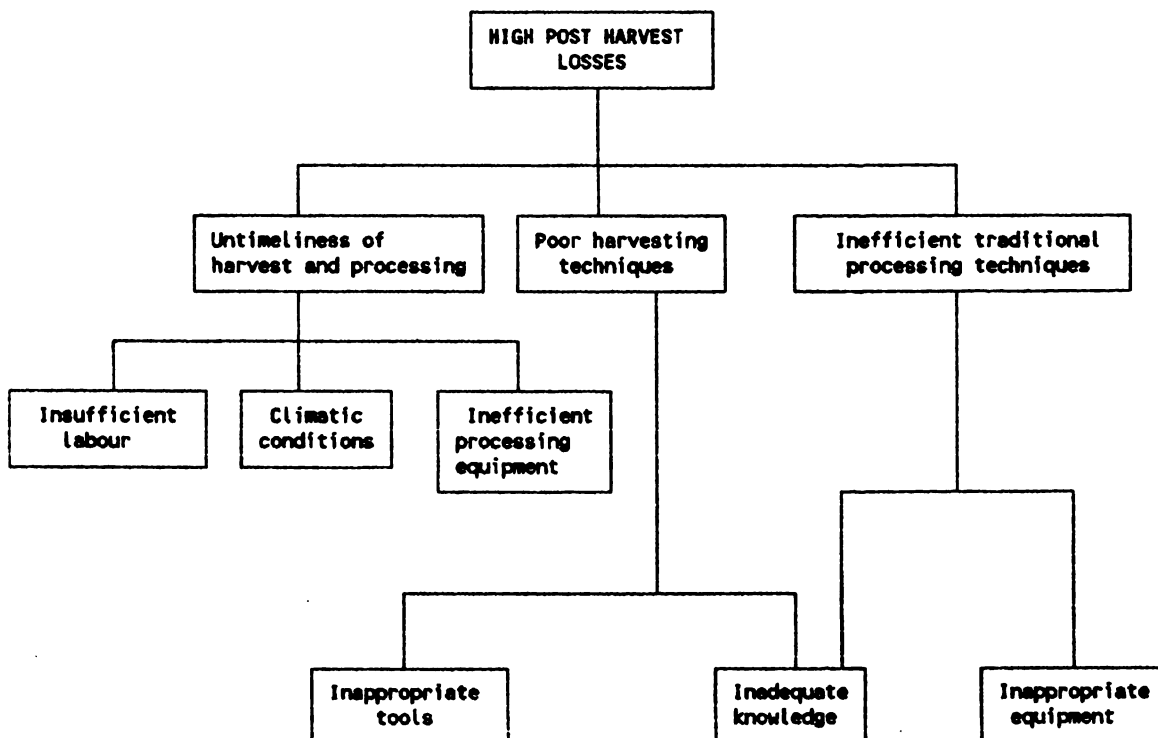 HIGH POST HARVEST
LOSSES
Untimeliness of
harvest and processing
Poor harvesting
techniques
Inefficient traditional
processing techniques
Insufficient
labour
Climatic
conditions
Inefficient
processing
equipment
Inappropriate
tools
Inadequate
knowledge
Inappropriate
equipment